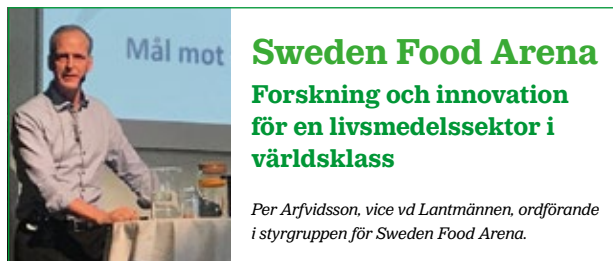 Mål mot
Sweden Food Arena
Forskning och innovation
för en livsmedelssektor i
världsklass
Per Arfvidsson, vice vd Lantmännen, ordförande
i styrgruppen för Sweden Food Arena.